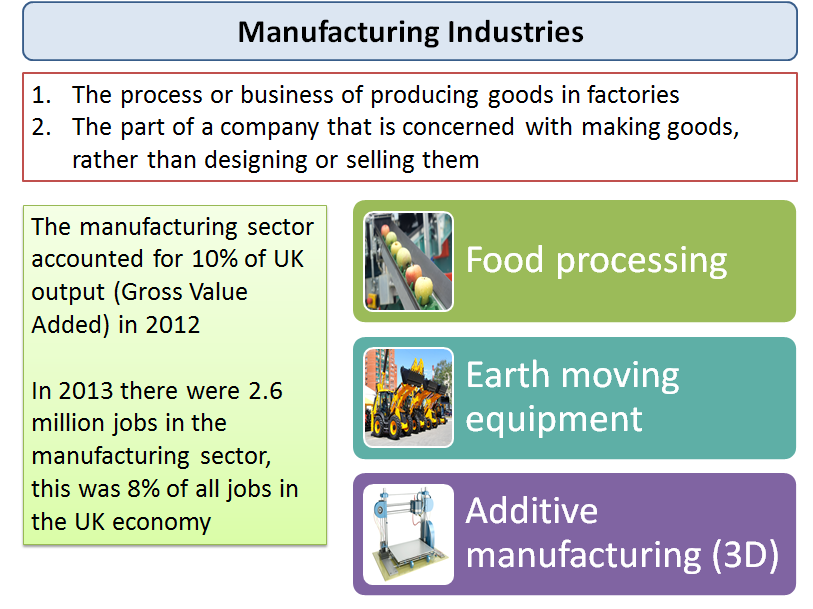 Manufacturing Industries
1. The process or business of producing goods in factories
2. The part of a company that is concerned with making goods,
rather than designing or selling them
The manufacturing sector
accounted for 10% of UK
output (Gross Value
Added) in 2012
In 2013 there were 2.6
million jobs in the
manufacturing sector,
this was 8% of all jobs in
the UK economy
Food processing
Earth moving
equipment
Additive
manufacturing (3D)